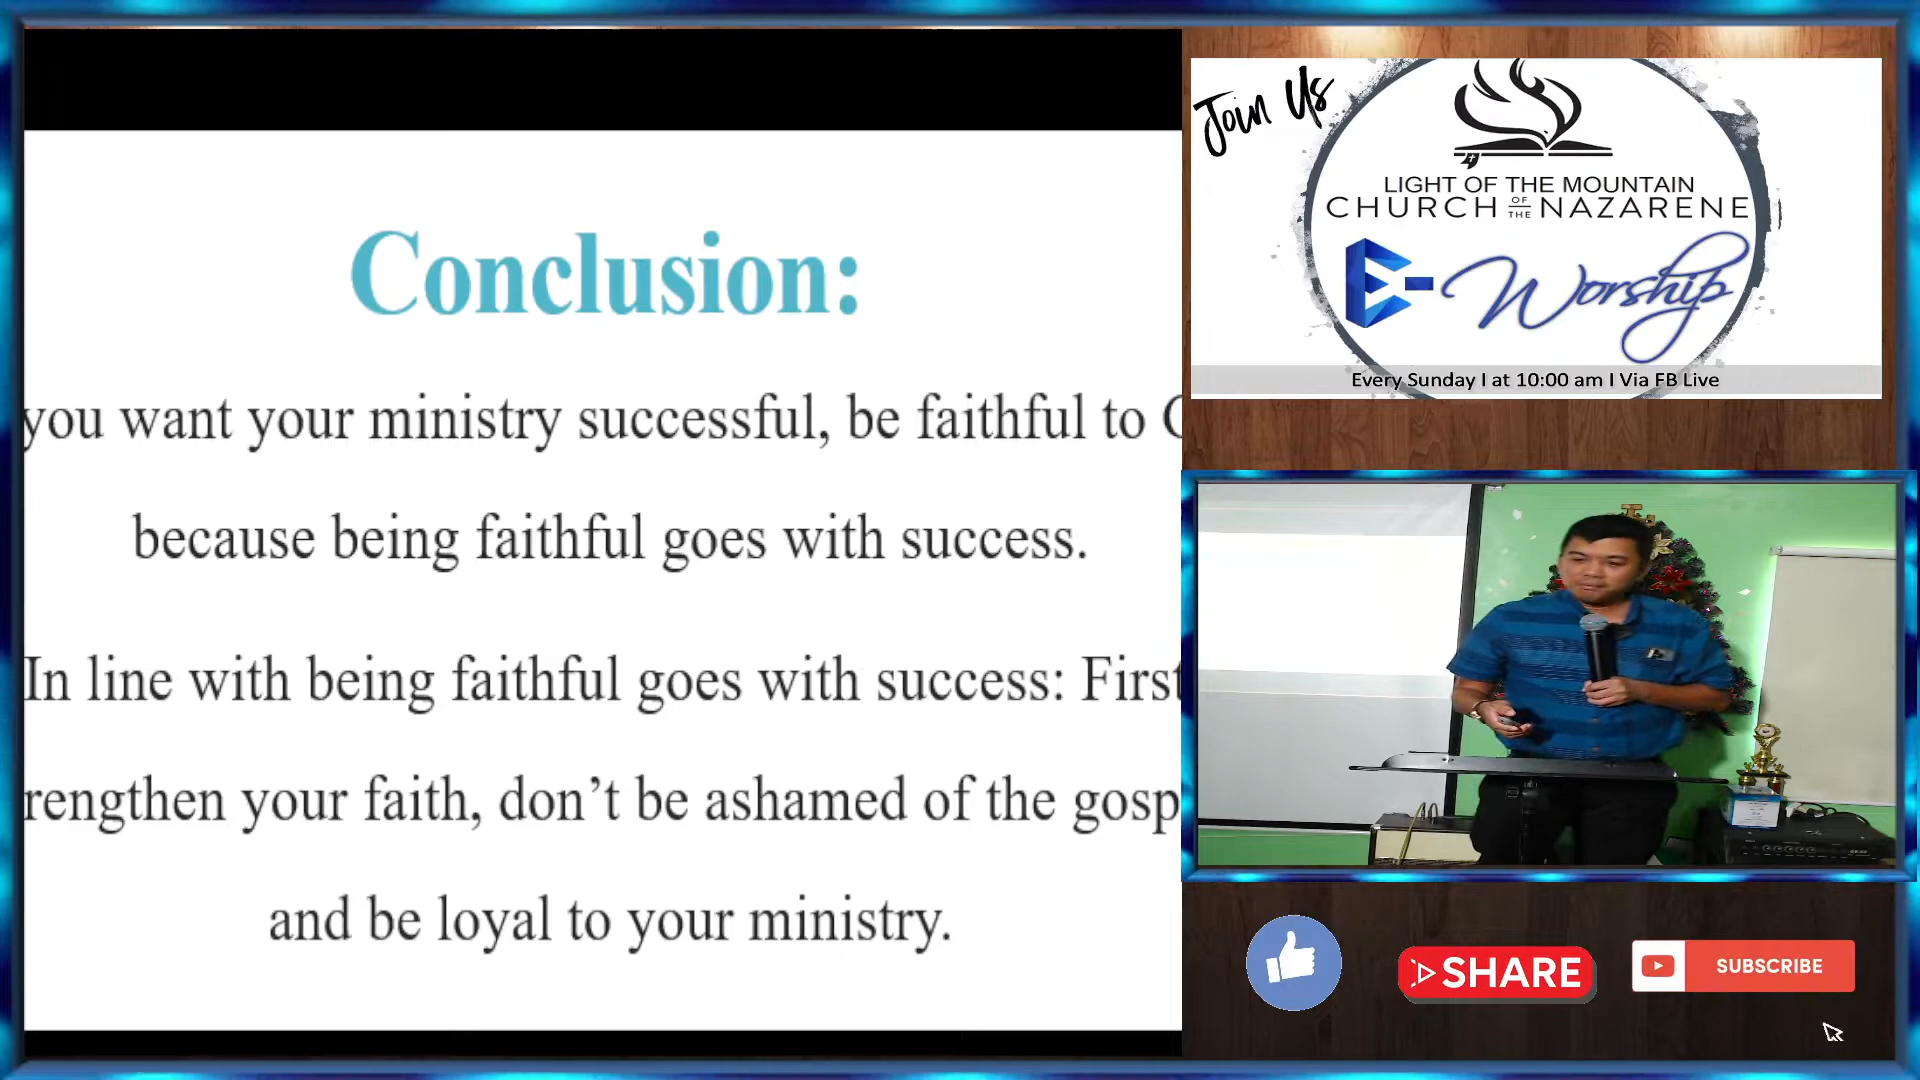 Conclusion:
you want your ministry successful, be faithful to
because being faithful goes with success.
In line with being faithful goes with success: First
rengthen your faith, don’t be ashamed of the gosp
and be loyal to your ministry.
Join Us
LIGHT OF THE MOUNTAIN
CHURCH OF THE NAZARENE
E-Worship
Every Sunday I at 10:00 am I Via FB Live
SHARE
SUBSCRIBE